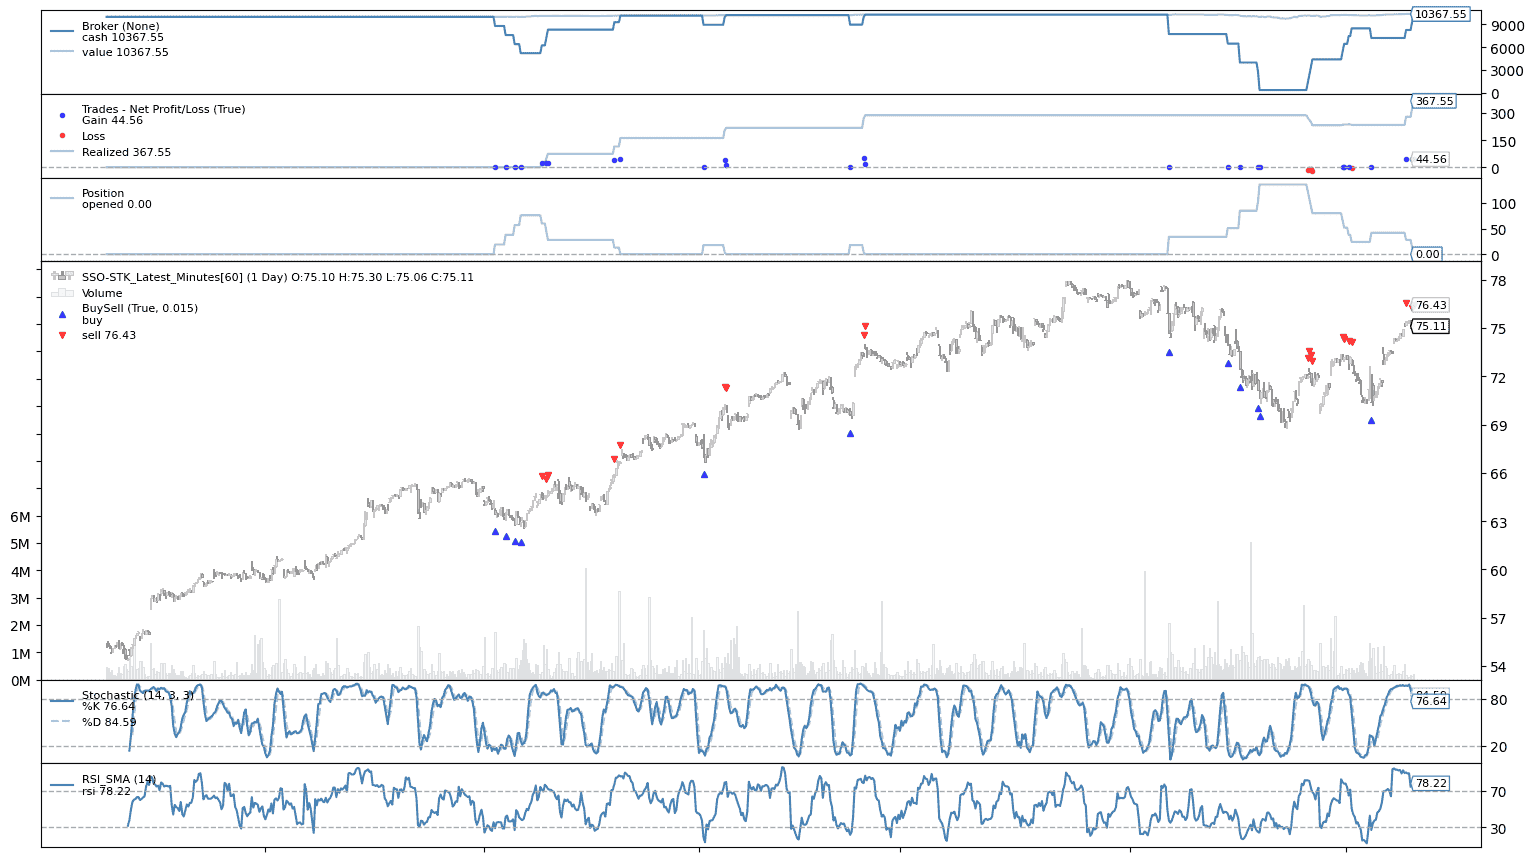 Broker (None)
cash 10367.55
value 10367.55
10367.55
9000
6000
3000
0
Trades - Net Profit/Loss (True)
Gain 44.56
Loss
Realized 367.55
367.55
300
150
44.56
0
Position
opened 0.00
100
50
0.00
0
SSO-STK_Latest_Minutes[60] (1 Day) O:75.10 H:75.30 L:75.06 C:75.11
Volume
BuySell (True, 0.015)
buy
sell 76.43
78
76.43
75.11
75
72
69
66
63
60
57
54
6M
5M
4M
3M
2M
1M
0M
Stochastic (14, 3, 3)
%K 76.64
%D 84.59
84.59
76.64
80
20
RSI_SMA (14)
rsi 78.22
78.22
70
30